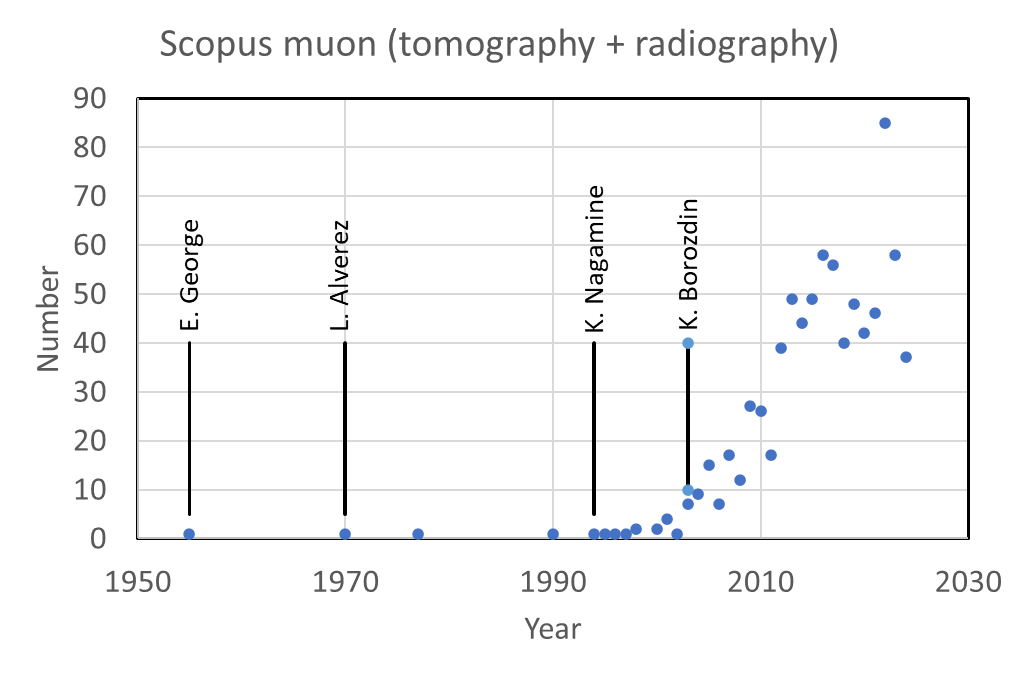 Scopus muon (tomography + radiography)
90
80
70
60
50
40
30
20
10
0
Number
E. George
L. Alverez
K. Nagamine
K. Borozdin
1950
1970
1990
2010
2030
Year